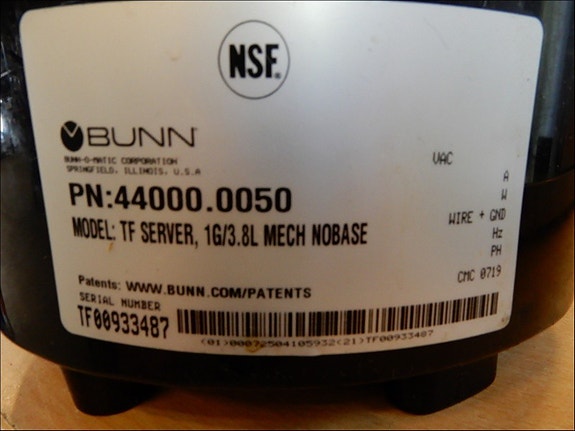 NSF®
BUNN®
BUNN-O-MATIC CORPORATION
SPRINGFIELD, ILLINOIS, U.S.A
PN:44000.0050
MODEL: TF SERVER, 1G/3.8L MECH NOBASE
VAC
A
W
WIRE + GND
Hz
PH
CMC 0719
Patents: WWW.BUNN.COM/PATENTS
SERIAL NUMBER
TF00933487
(01)00072504105932(21)TF00933487